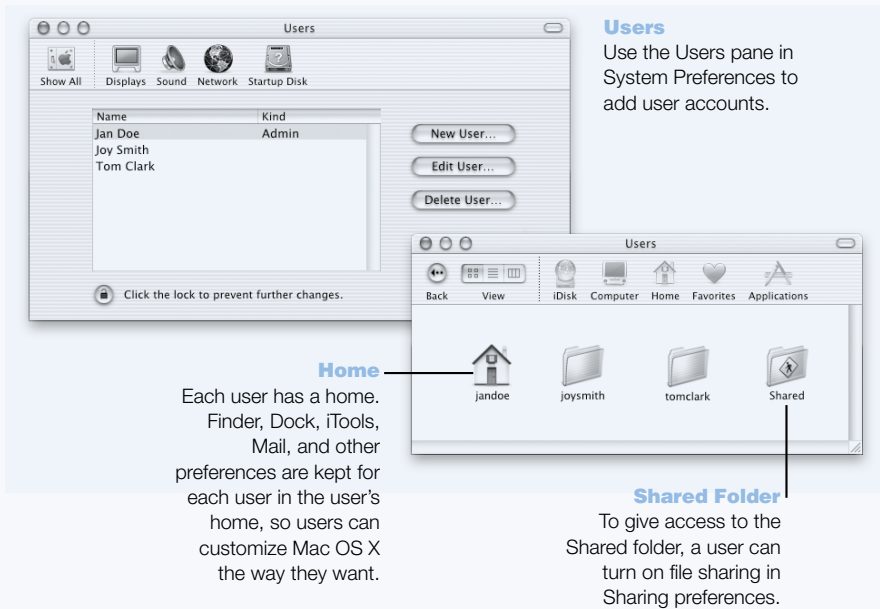 Users
Show All Displays Sound Network Startup Disk
Name Kind
Jan Doe Admin
Joy Smith
Tom Clark
New User...
Edit User...
Delete User...
Click the lock to prevent further changes.
Users
Use the Users pane in
System Preferences to
add user accounts.
Users
Back View iDisk Computer Home Favorites Applications
jandoe joysmith tomclark Shared
Home
Each user has a home.
Finder, Dock, iTools,
Mail, and other
preferences are kept for
each user in the user’s
home, so users can
customize Mac OS X
the way they want.
Shared Folder
To give access to the
Shared folder, a user can
turn on file sharing in
Sharing preferences.